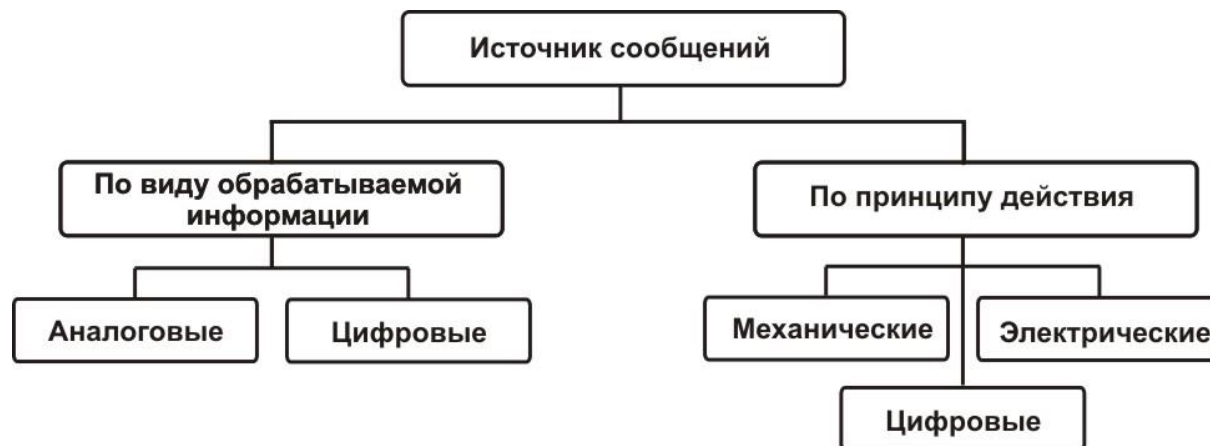 Источник сообщений
По виду обрабатываемой
информации
По принципу действия
Аналоговые
Цифровые
Механические
Электрические
Цифровые